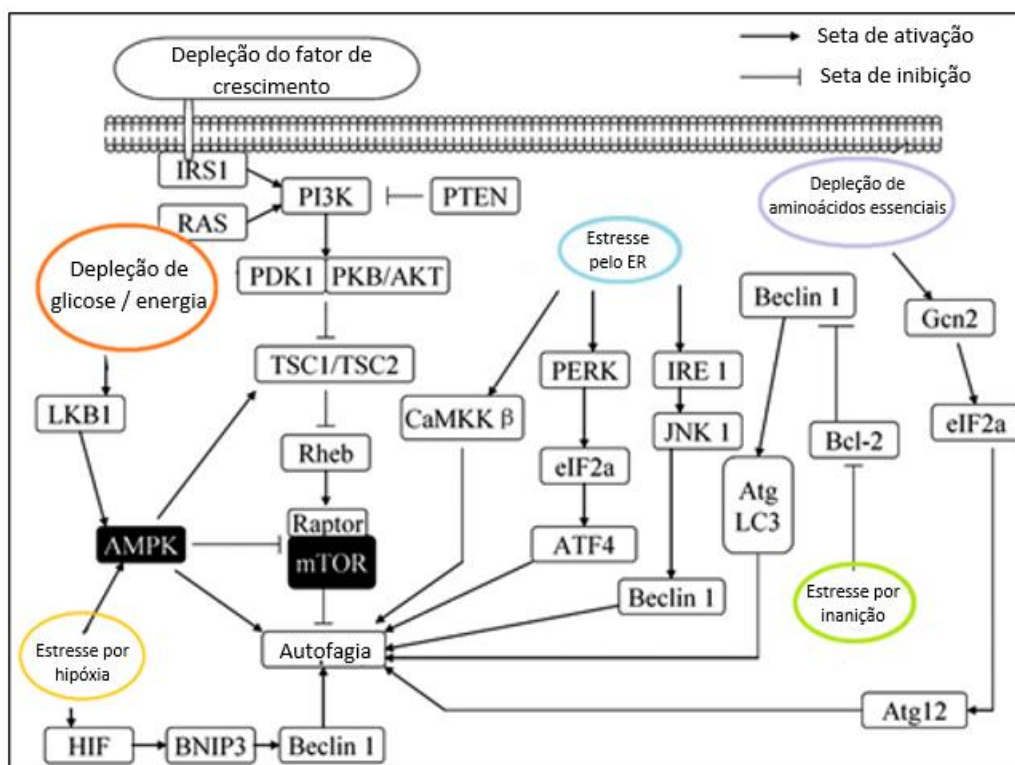 Depleção do fator de
crescimento
Seta de ativação
Seta de inibição
IRS1
RAS
PI3K
PTEN
Depleção de
aminoácidos essenciais
Depleção de
glicose / energia
PDK1
PKB/AKT
Estresse
pelo ER
Beclin 1
Gcn2
TSC1/TSC2
PERK
IRE 1
LKB1
CaMKK β
JNK 1
Bcl-2
eIF2a
Rheb
eIF2a
Atg
LC3
Raptor
mTOR
AMPK
ATF4
Beclin 1
Estresse por
inanição
Estresse por
hipóxia
Autofagia
Atg12
HIF
BNIP3
Beclin 1